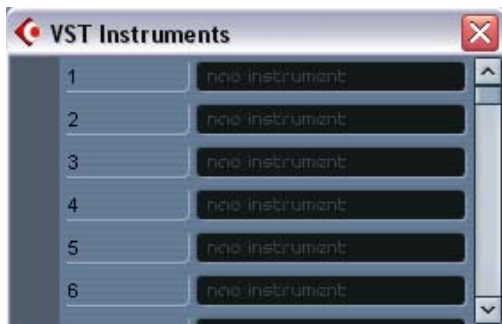 VST Instruments
1 no instrument
2 no instrument
3 no instrument
4 no instrument
5 no instrument
6 no instrument